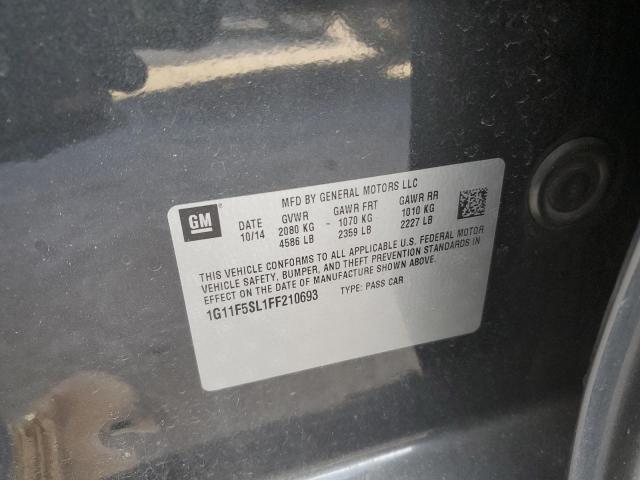 MFD BY GENERAL MOTORS LLC
GM DATE GVWR GAWR FRT GAWR RR
10/14 2080 KG - 1070 KG 1010 KG
4586 LB 2359 LB 2227 LB
THIS VEHICLE CONFORMS TO ALL APPLICABLE U.S. FEDERAL MOTOR
VEHICLE SAFETY, BUMPER, AND THEFT PREVENTION STANDARDS IN
EFFECT ON THE DATE OF MANUFACTURE SHOWN ABOVE.
1G11F5SL1FF210693 TYPE: PASS CAR